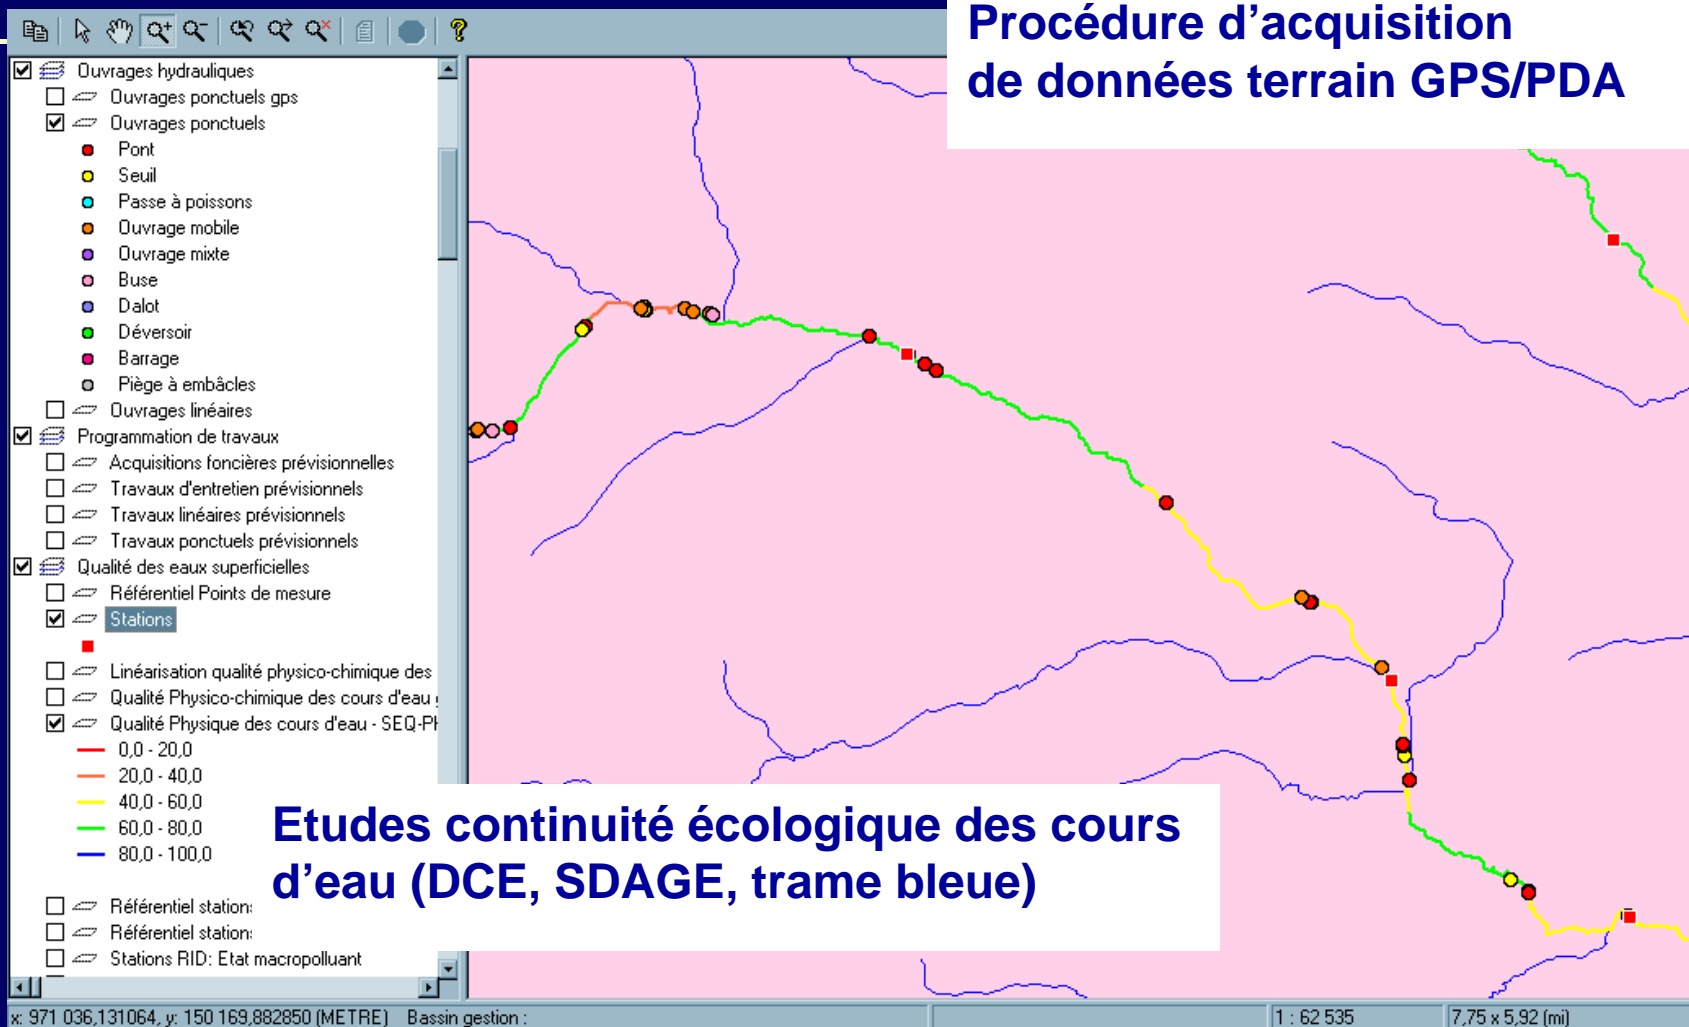 Procédure d'acquisition
de données terrain GPS/PDA
Ouvrages hydrauliques
Ouvrages ponctuels gps
Ouvrages ponctuels
Pont
Seuil
Passe à poissons
Ouvrage mobile
Ouvrage mixte
Buse
Dalot
Déversoir
Barrage
Piège à embâcles
Ouvrages linéaires
Programmation de travaux
Acquisitions foncières prévisionnelles
Travaux d'entretien prévisionnels
Travaux linéaires prévisionnels
Travaux ponctuels prévisionnels
Qualité des eaux superficielles
Référentiel Points de mesure
Stations
Linéarisation qualité physico-chimique des
Qualité Physico-chimique des cours d'eau
Qualité Physique des cours d'eau - SEQ-Ph
0,0 - 20,0
20,0 - 40,0
40,0 - 60,0
60,0 - 80,0
80,0 - 100,0
Etudes continuité écologique des cours
d'eau (DCE, SDAGE, trame bleue)
Référentiel station
Référentiel station
Stations RID: Etat macropolluant
x: 971 036,131064, y: 150 169,882850 (METRE) Bassin gestion :
1 : 62 535
7,75 x 5,92 (mi)